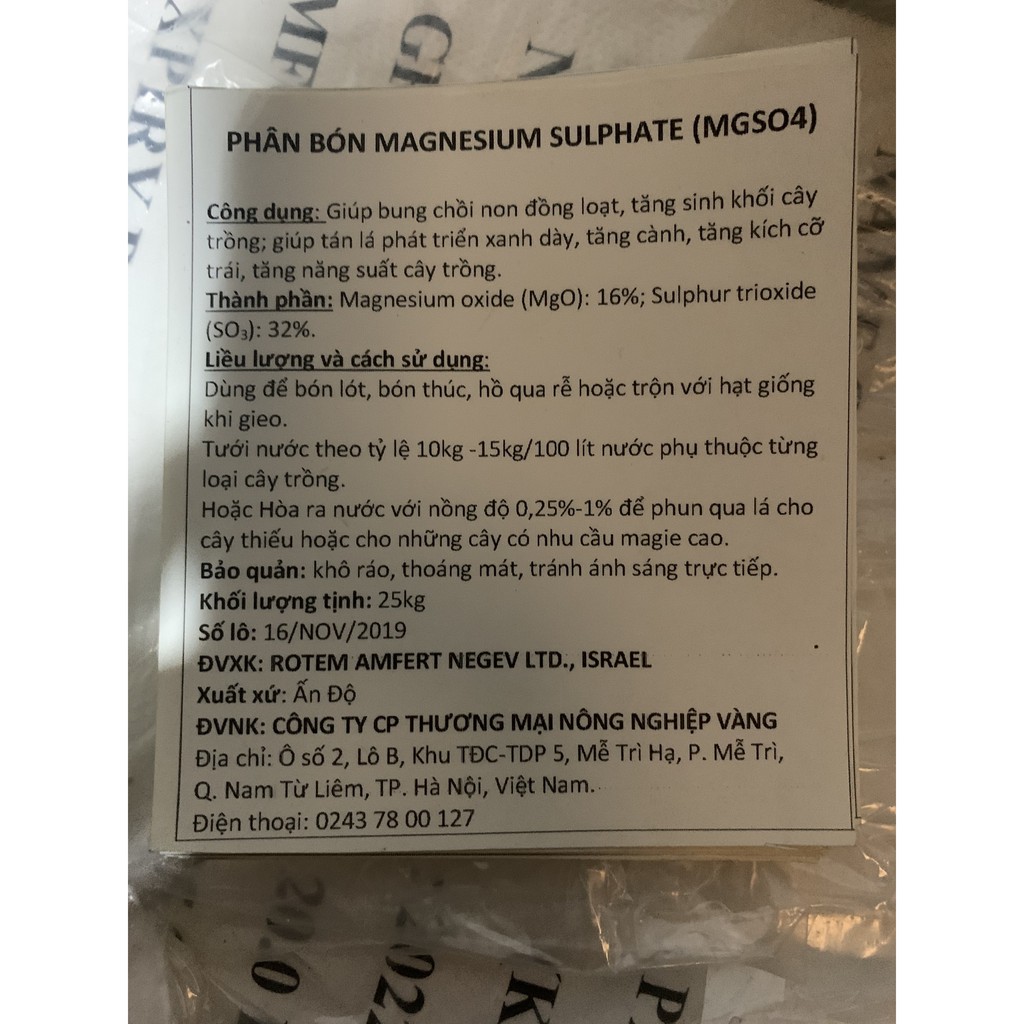 PHÂN BÓN MAGNESIUM SULPHATE (MGSO4)
Công dụng: Giúp bung chồi non đồng loạt, tăng sinh khối cây
trồng; giúp tán lá phát triển xanh dày, tăng cành, tăng kích cỡ
trái, tăng năng suất cây trồng.
Thành phần: Magnesium oxide (MgO): 16%; Sulphur trioxide
(SO₃): 32%.
Liều lượng và cách sử dụng:
Dùng để bón lót, bón thúc, hồ qua rễ hoặc trộn với hạt giống
khi gieo.
Tưới nước theo tỷ lệ 10kg -15kg/100 lít nước phụ thuộc từng
loại cây trồng.
Hoặc Hòa ra nước với nồng độ 0,25%-1% để phun qua lá cho
cây thiếu hoặc cho những cây có nhu cầu magie cao.
Bảo quản: khô ráo, thoáng mát, tránh ánh sáng trực tiếp.
Khối lượng tịnh: 25kg
Số lô: 16/NOV/2019
ĐVXK: ROTEM AMFERT NEGEV LTD., ISRAEL
Xuất xứ: Ấn Độ
ĐVNK: CÔNG TY CP THƯƠNG MẠI NÔNG NGHIỆP VÀNG
Địa chỉ: Ô số 2, Lô B, Khu TĐC-TDP 5, Mễ Trì Hạ, P. Mễ Trì,
Q. Nam Từ Liêm, TP. Hà Nội, Việt Nam.
Điện thoại: 0243 78 00 127